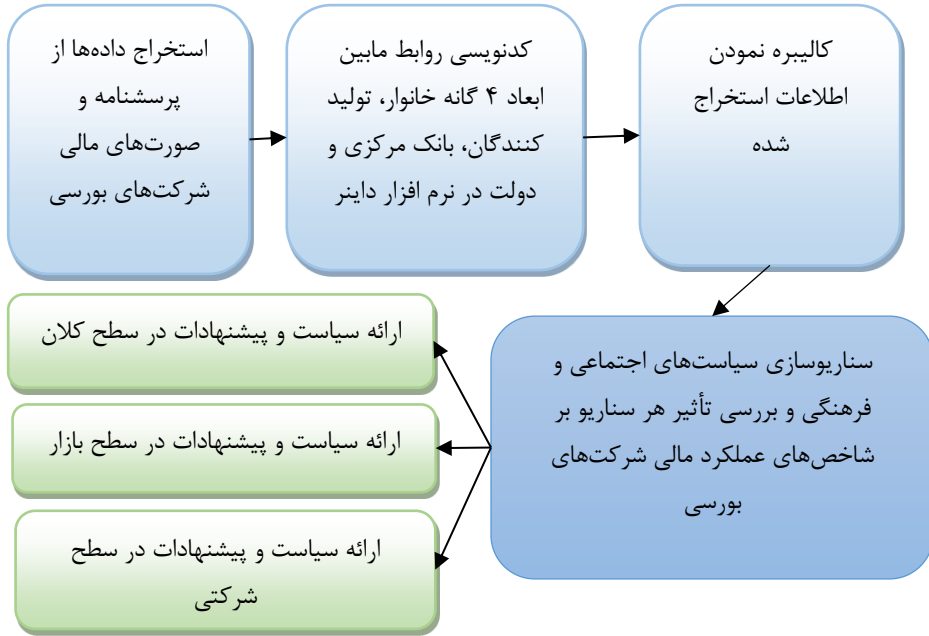 استخراج داده‌ها از
پرسشنامه و
صورت‌های مالی
شرکت‌های بورسی
کدنویسی روابط مابین
ابعاد ۴ گانه خانوار، تولید
کنندگان، بانک مرکزی و
دولت در نرم افزار داینر
کالیبره نمودن
اطلاعات استخراج
شده
سناریوسازی سیاست‌های اجتماعی و
فرهنگی و بررسی تأثیر هر سناریو بر
شاخص‌های عملکرد مالی شرکت‌های
بورسی
ارائه سیاست و پیشنهادات در سطح کلان
ارائه سیاست و پیشنهادات در سطح بازار
ارائه سیاست و پیشنهادات در سطح
شرکتی